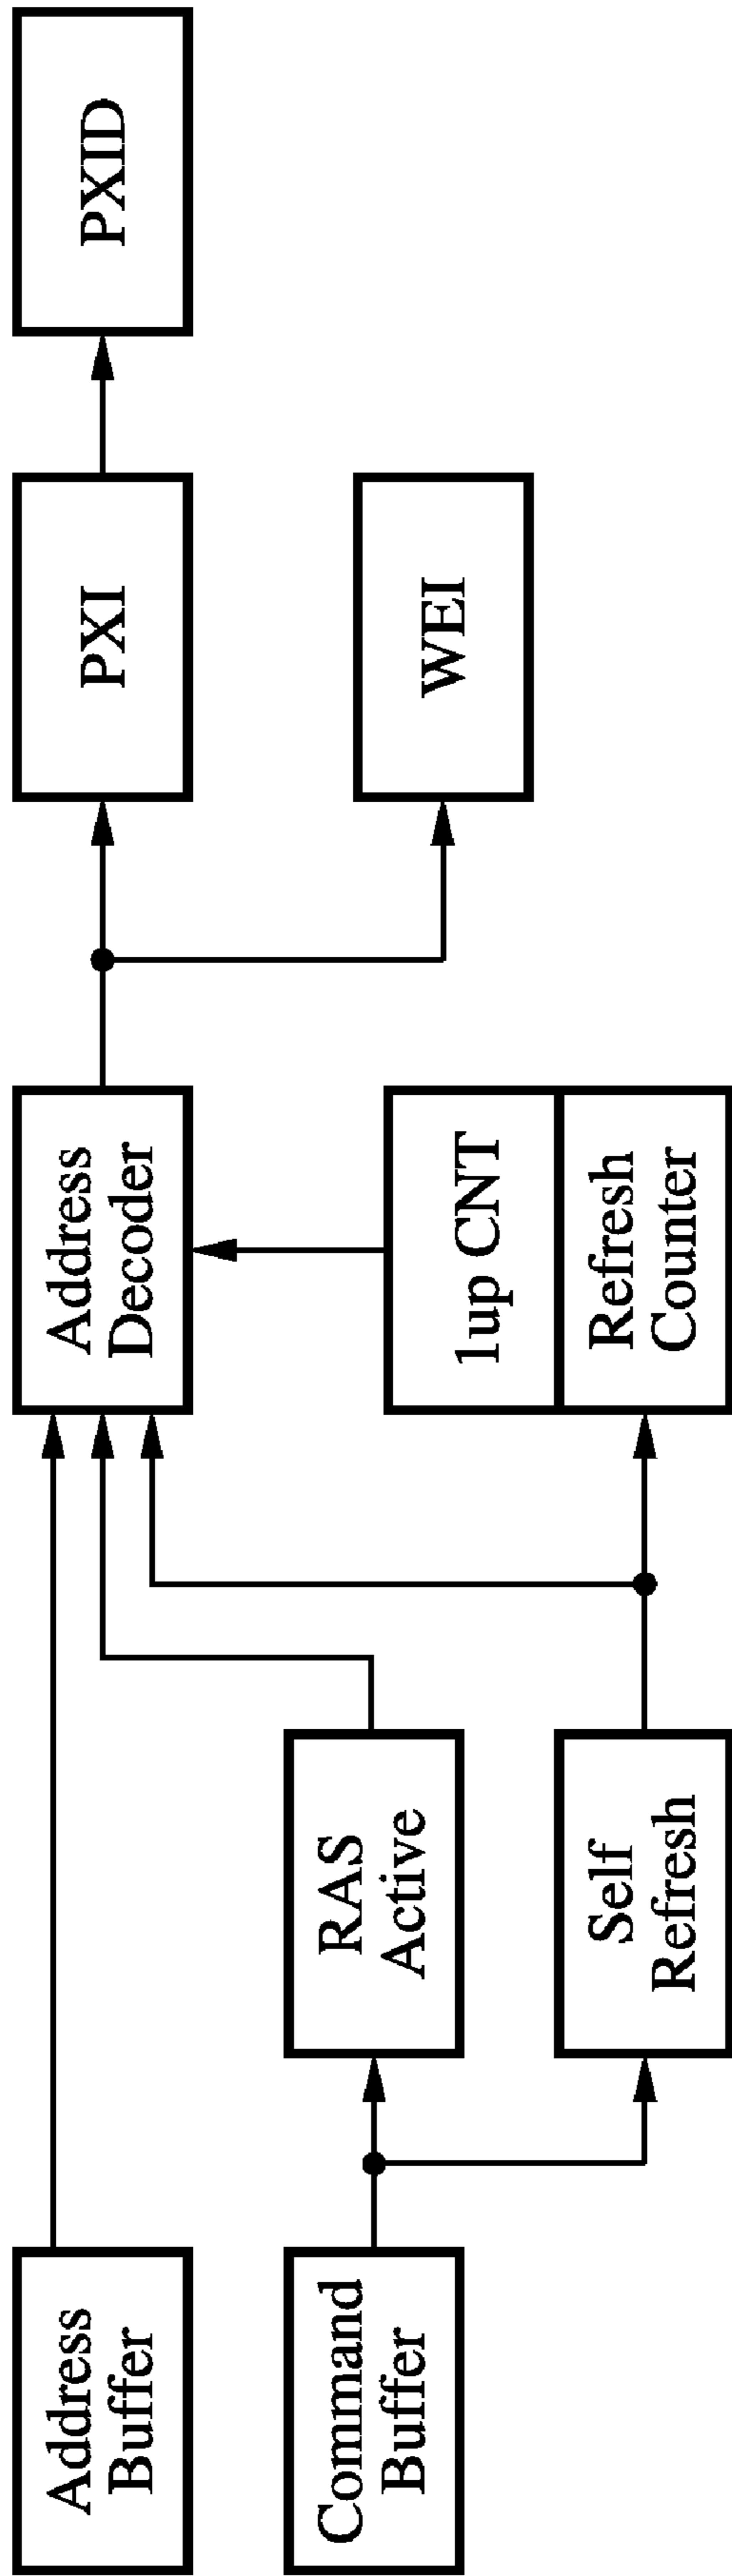 Address
Buffer
Command
Buffer
RAS
Active
Self
Refresh
Address
Decoder
1up CNT
Refresh
Counter
PXI
WEI
PXID